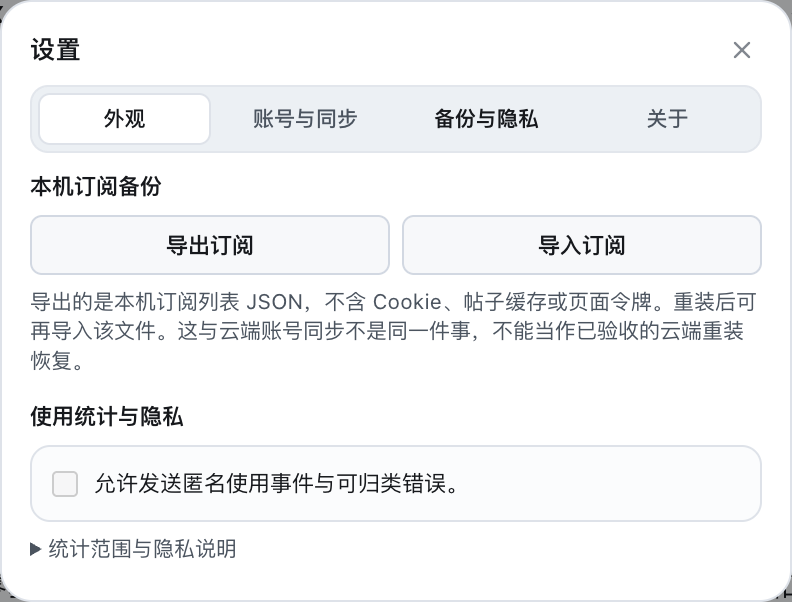 设置
外观 账号与同步 备份与隐私 关于
本机订阅备份
导出订阅 导入订阅
导出的是本机订阅列表 JSON，不含 Cookie、帖子缓存或页面令牌。重装后可
再导入该文件。这与云端账号同步不是同一件事，不能当作已验收的云端重装
恢复。
使用统计与隐私
允许发送匿名使用事件与可归类错误。
统计范围与隐私说明